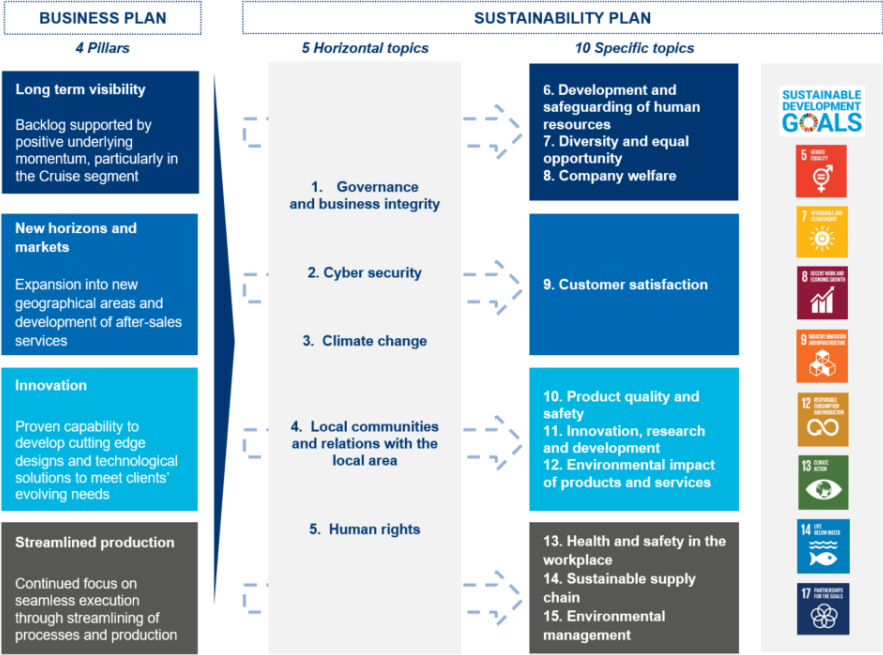 BUSINESS PLAN
SUSTAINABILITY PLAN
4 Pillars
5 Horizontal topics
10 Specific topics
Long term visibility
Backlog supported by
positive underlying
momentum, particularly in
the Cruise segment
New horizons and
markets
Expansion into new
geographical areas and
development of after-sales
services
Innovation
Proven capability to
develop cutting edge
designs and technological
solutions to meet clients'
evolving needs
Streamlined production
Continued focus on
seamless execution
through streamlining of
processes and production
1. Governance
and business integrity
2. Cyber security
3. Climate change
4. Local communities
and relations with the
local area
5. Human rights
6. Development and
safeguarding of human
resources
7. Diversity and equal
opportunity
8. Company welfare
9. Customer satisfaction
10. Product quality and
safety
11. Innovation, research
and development
12. Environmental impact
of products and services
13. Health and safety in the
workplace
14. Sustainable supply
chain
15. Environmental
management
SUSTAINABLE
DEVELOPMENT
GOALS
5 GENDER
EQUALITY
7 AFFORDABLE AND
CLEAN ENERGY
8 DECENT WORK AND
ECONOMIC GROWTH
9 INDUSTRY INNOVATION
AND INFRASTRUCTURE
12 RESPONSIBLE
CONSUMPTION
AND PRODUCTION
13 CLIMATE
ACTION
14 LIFE
BELOW WATER
17 PARTNERSHIPS
FOR THE GOALS